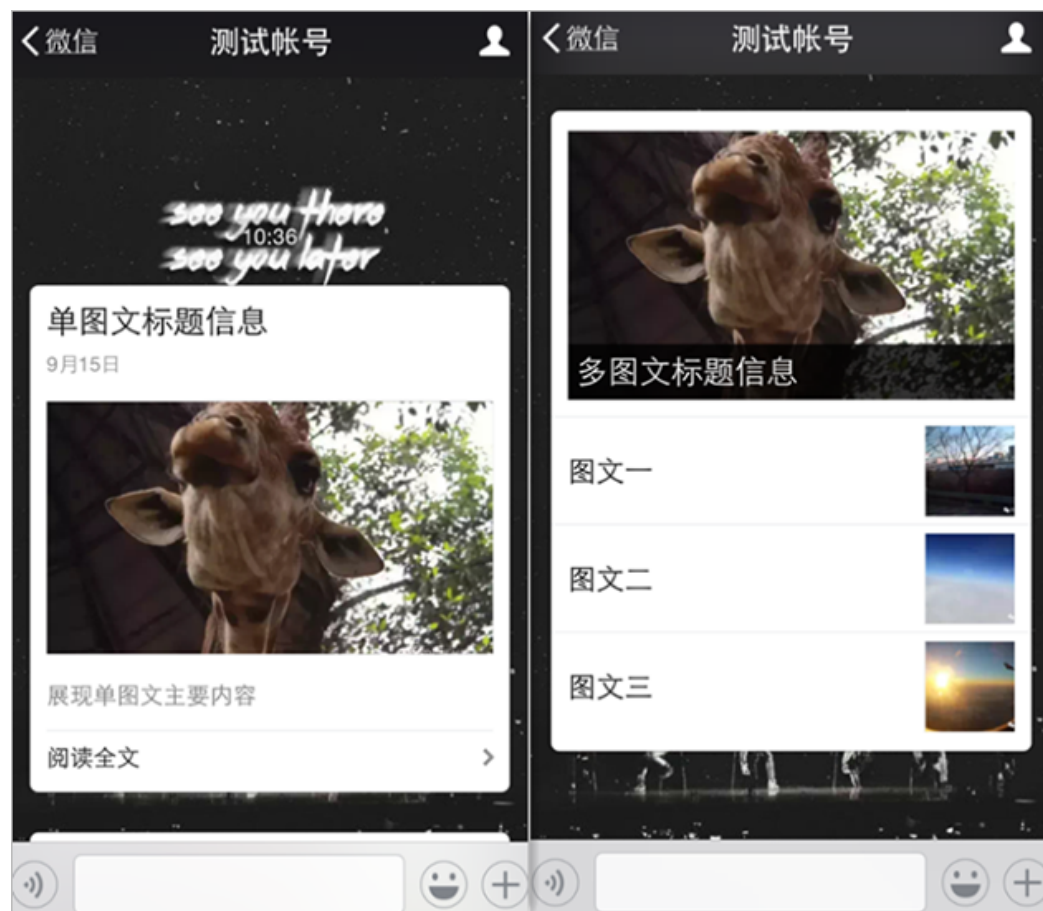 微信
测试帐号
see you there
10:36
see you later
单图文标题信息
9月15日
展现单图文主要内容
阅读全文
微信
测试帐号
多图文标题信息
图文一
图文二
图文三